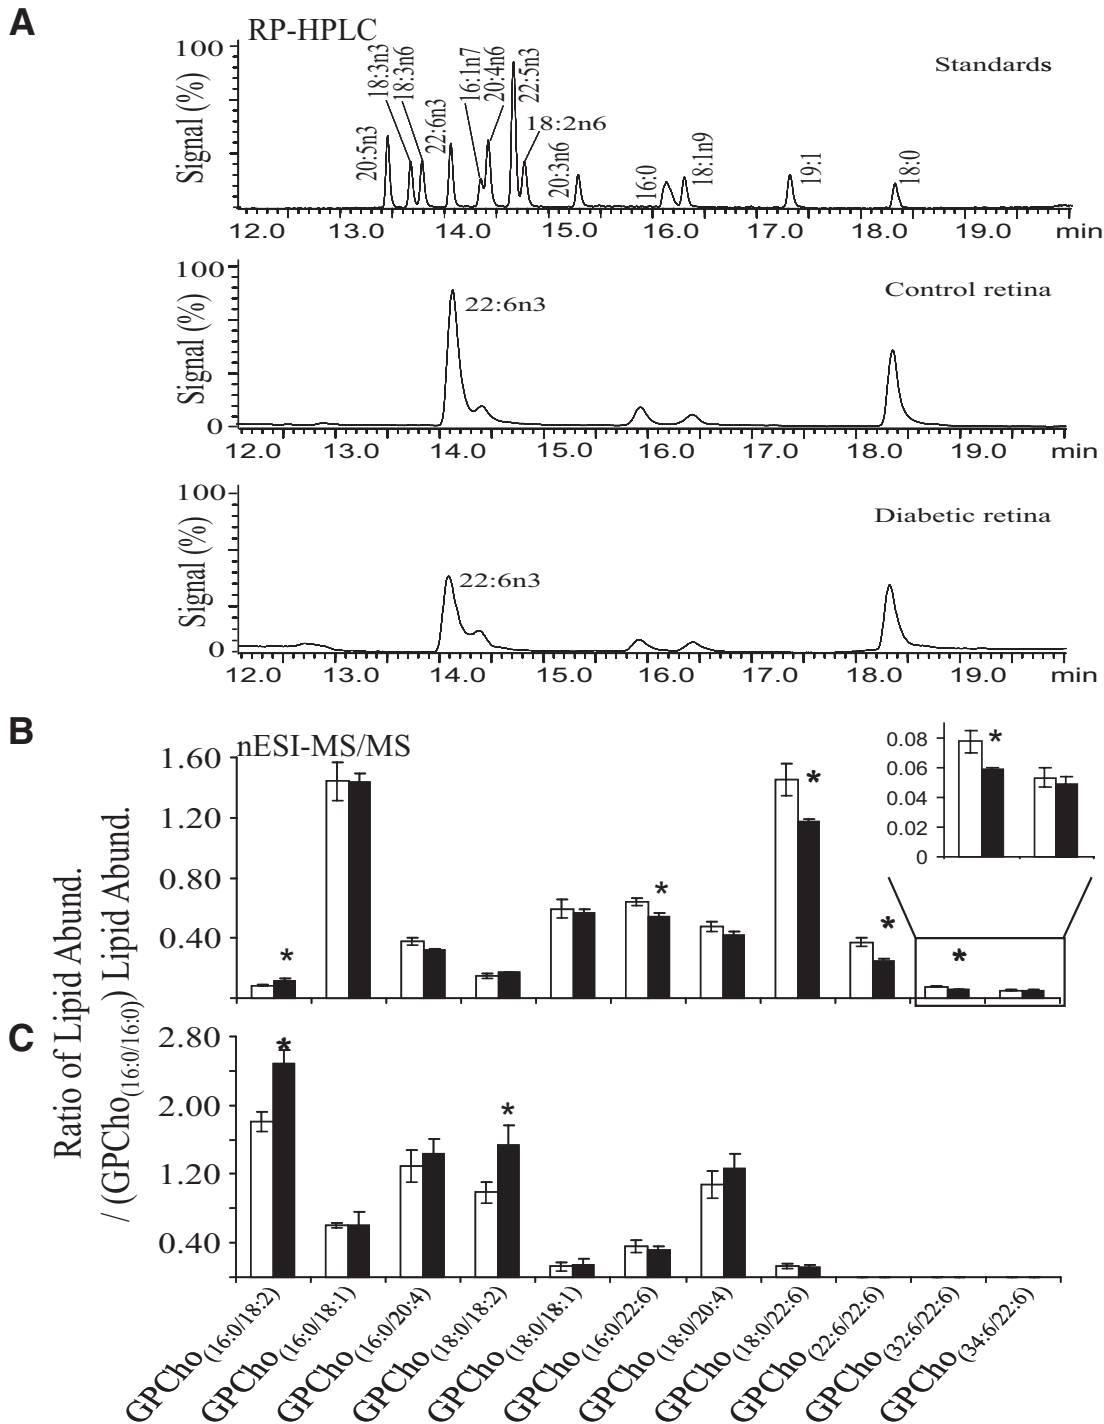 A
RP-HPLC
Standards
Signal (%)
100
20:5n3
18:3n3
18:3n6
22:6n3
16:1n7
20:4n6
22:5n3
18:2n6
20:3n6
16:0
18:1n9
19:1
18:0
12.0 13.0 14.0 15.0 16.0 17.0 18.0 19.0 min
Control retina
Signal (%)
100
0
22:6n3
12.0 13.0 14.0 15.0 16.0 17.0 18.0 19.0 min
Diabetic retina
Signal (%)
100
0
22:6n3
12.0 13.0 14.0 15.0 16.0 17.0 18.0 19.0 min
B
nESI-MS/MS
1.60
1.20
0.80
0.40
* * * * *
0.08
0.06
0.04
0.02
0
*
Ratio of Lipid Abund.
/ ((GPCho(16:0/16:0)) Lipid Abund.
C
2.80
2.00
1.20
0.40
* *
GPCho(16:0/18:2)
GPCho(16:0/18:1)
GPCho(16:0/20:4)
GPCho(18:0/18:2)
GPCho(18:0/18:1)
GPCho(16:0/22:6)
GPCho(18:0/20:4)
GPCho(18:0/22:6)
GPCho(22:6/22:6)
GPCho(32:6/22:6)
GPCho(34:6/22:6)